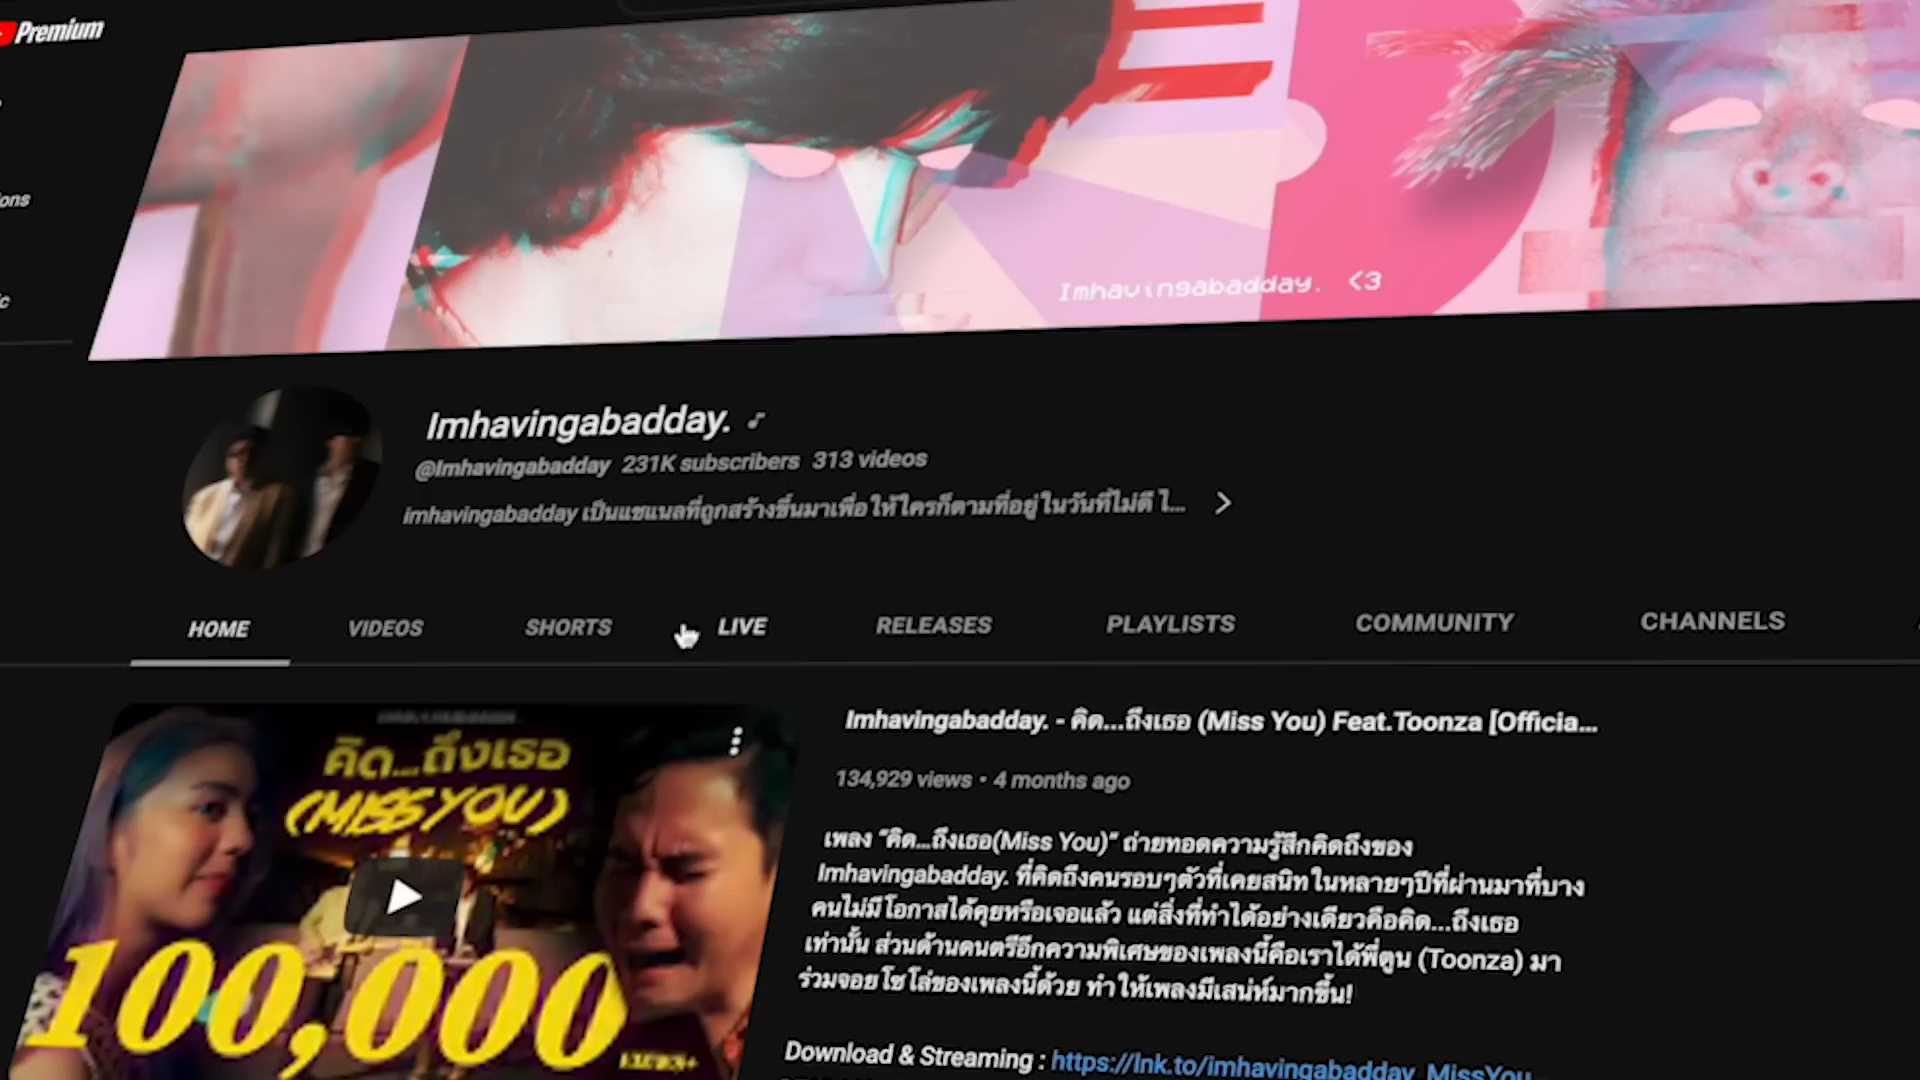 Premium
ions
Imhavingabadday. <3
Imhavingabadday.
@Imhavingabadday 231K subscribers 313 videos
imhavingabadday เป็นแชแนลที่ถูกสร้างขึ้นมาเพื่อให้ใครก็ตามที่อยู่ในวันที่ไม่ดี ไ...
HOME VIDEOS SHORTS LIVE RELEASES PLAYLISTS COMMUNITY CHANNELS
คิด...ถึงเธอ
(MISS YOU)
100,000
VIEWS+
Imhavingabadday. - คิด...ถึงเธอ (Miss You) Feat.Toonza [Officia...
134,929 views • 4 months ago
เพลง “คิด...ถึงเธอ(Miss You)” ถ่ายทอดความรู้สึกคิดถึงของ
Imhavingabadday. ที่คิดถึงคนรอบๆตัวที่เคยสนิทในหลายๆปีที่ผ่านมาที่บาง
คนไม่มีโอกาสได้คุยหรือเจอแล้ว แต่สิ่งที่ทำได้อย่างเดียวคือคิด...ถึงเธอ
เท่านั้น ส่วนด้านดนตรีอีกความพิเศษของเพลงนี้คือเราได้พี่ตูน (Toonza) มา
ร่วมจอยโซโล่ของเพลงนี้ด้วย ทำให้เพลงมีเสน่ห์มากขึ้น!
Download & Streaming : https://lnk.to/imhavingabadday_MissYou